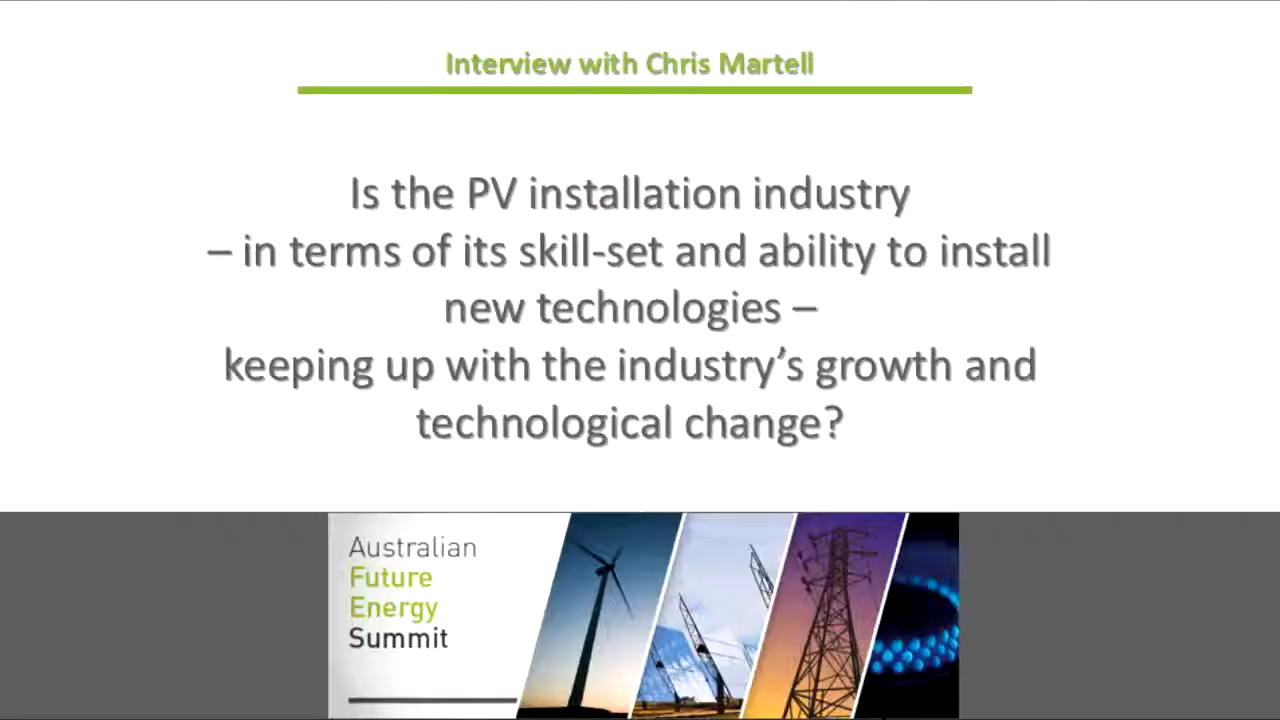 Interview with Chris Martell
Is the PV installation industry
– in terms of its skill-set and ability to install
new technologies –
keeping up with the industry’s growth and
technological change?
Australian
Future
Energy
Summit